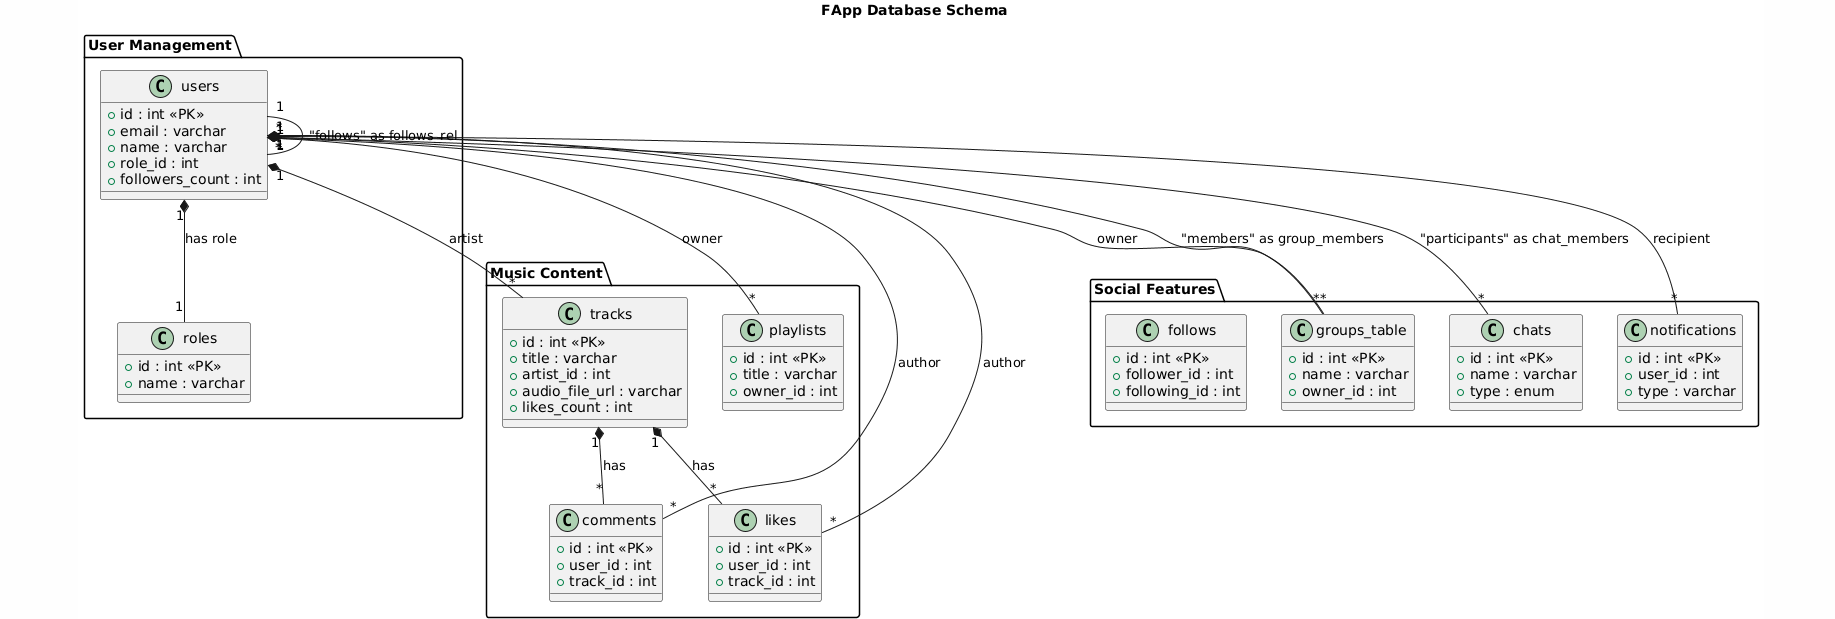 FApp Database Schema
User Management
C users
id : int «PK»
email : varchar
name : varchar
role_id : int
followers_count : int
1
"follows" as follows_rel
1
1
has role
1
C roles
id : int «PK»
name : varchar
artist
*
owner
*
owner
"members" as group_members
**
"participants" as chat_members
*
recipient
*
Music Content
C tracks
id : int «PK»
title : varchar
artist_id : int
audio_file_url : varchar
likes_count : int
C playlists
id : int «PK»
title : varchar
owner_id : int
author
author
1
has
*
1
has
*
*
*
C comments
id : int «PK»
user_id : int
track_id : int
C likes
id : int «PK»
user_id : int
track_id : int
Social Features
C follows
id : int «PK»
follower_id : int
following_id : int
C groups_table
id : int «PK»
name : varchar
owner_id : int
C chats
id : int «PK»
name : varchar
type : enum
C notifications
id : int «PK»
user_id : int
type : varchar